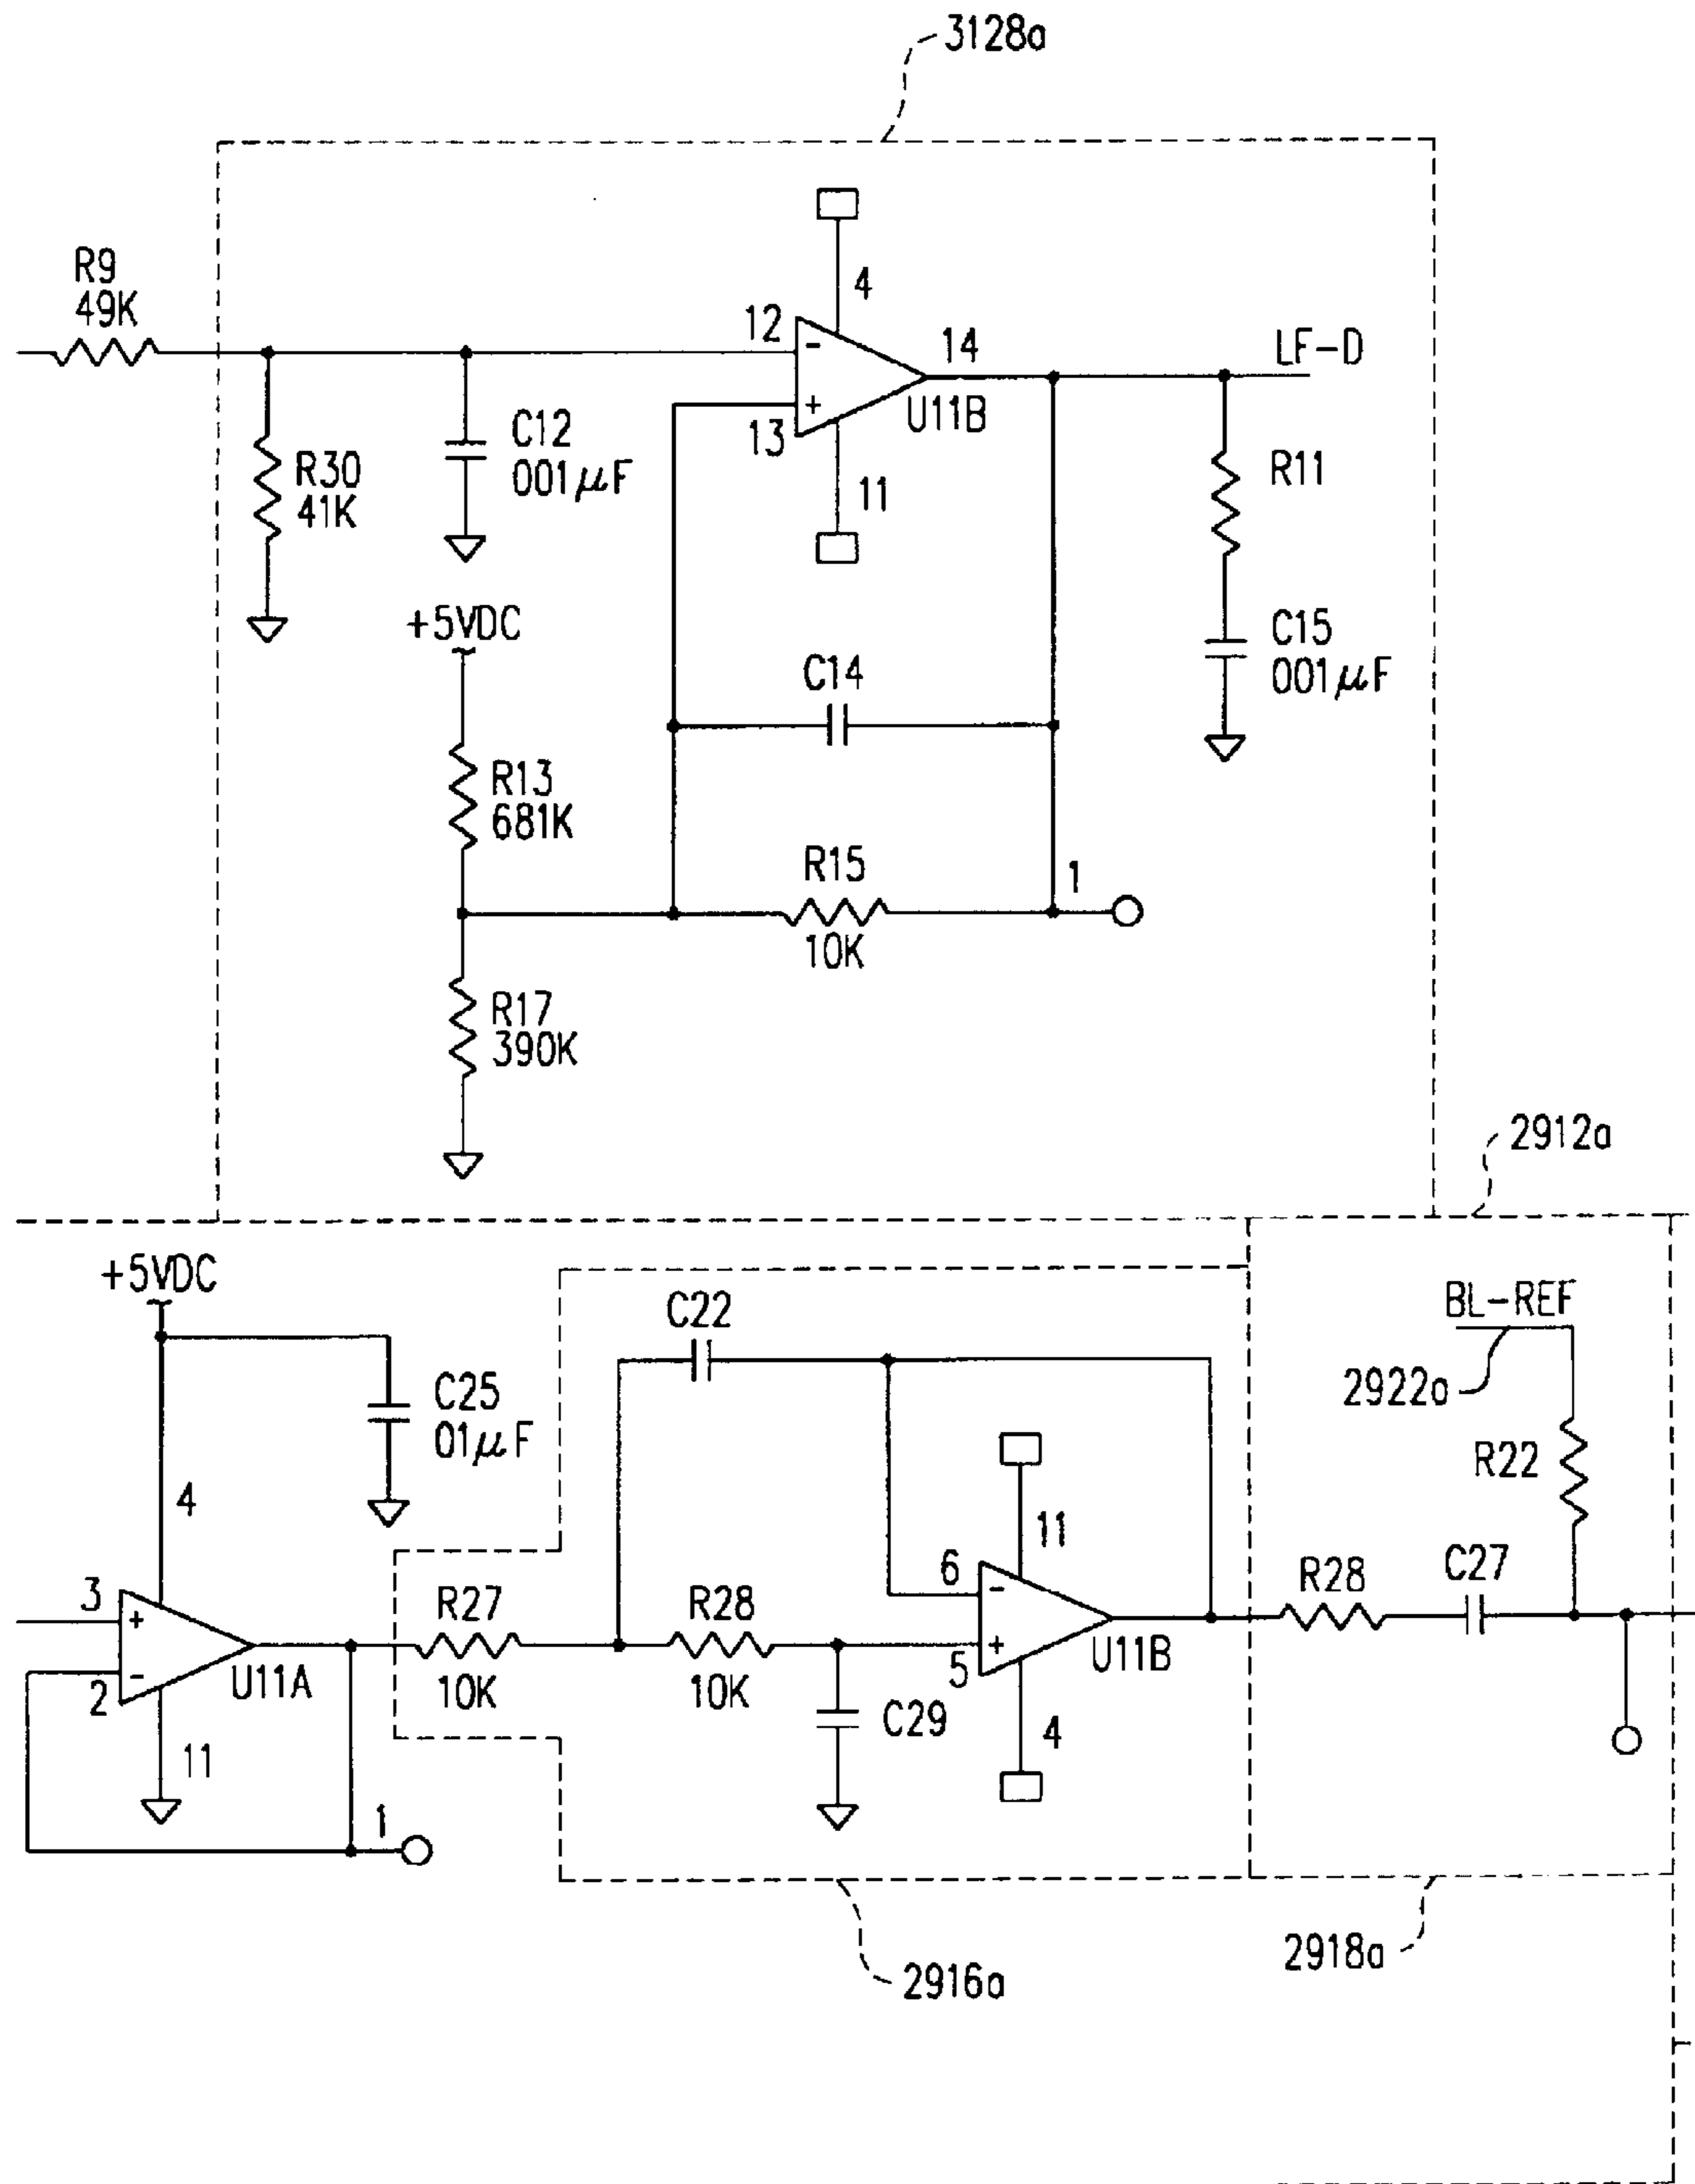 3128a
R9
49K
4
12
-
14
LF-D
+
13
U11B
11
R30
41K
C12
001μF
R11
C15
001μF
+5VDC
C14
R13
681K
R15
10K
1
R17
390K
2912a
+5VDC
C25
01μF
4
3
+
-
2
U11A
11
1
R27
10K
C22
R28
10K
C29
11
6
-
+
5
U11B
4
BL-REF
2922a
R22
R28
C27
2916a
2918a